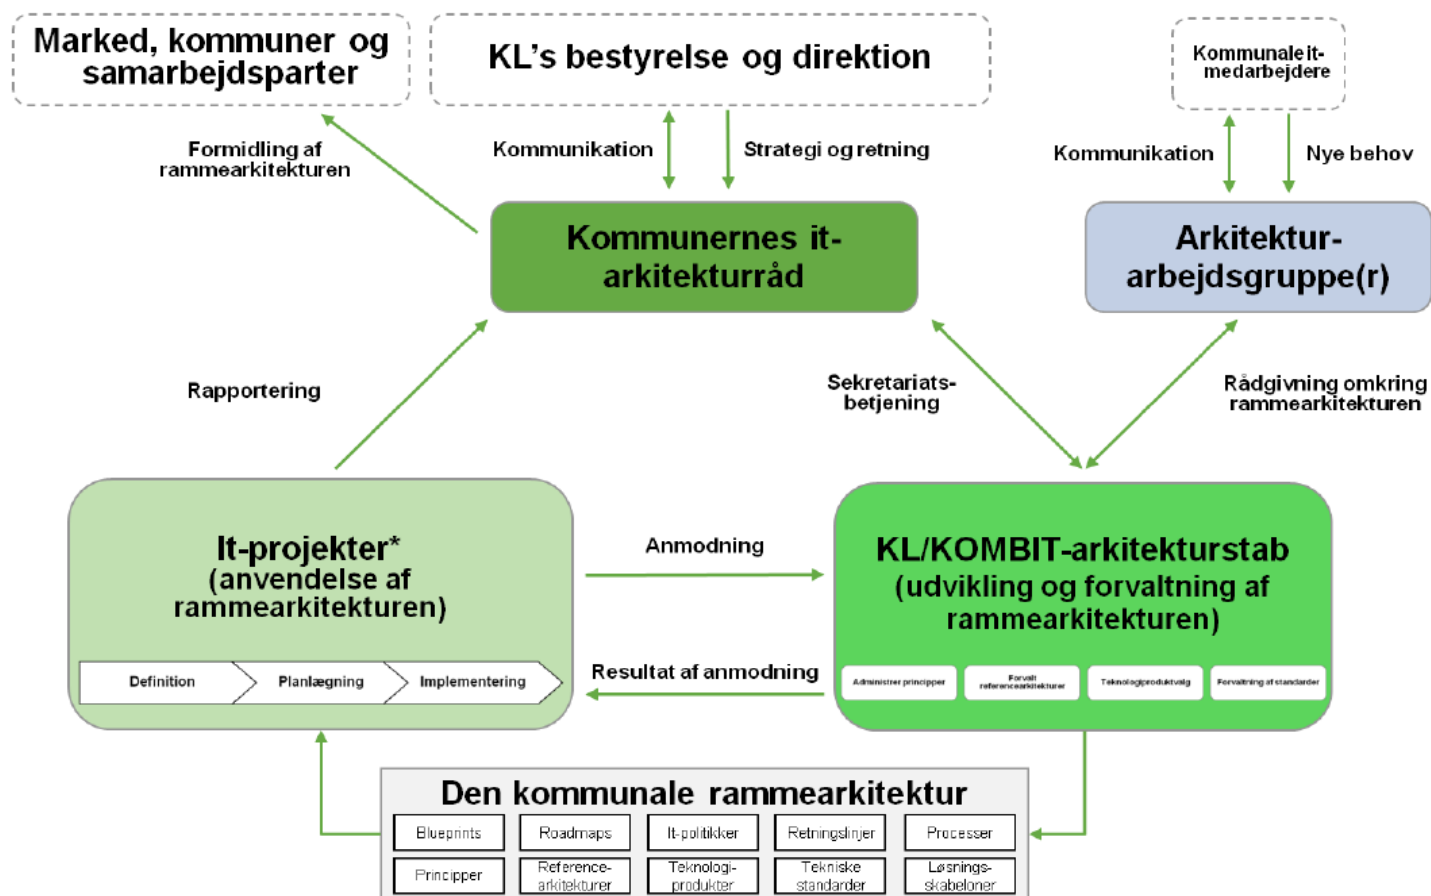 Marked, kommuner og
samarbejdsparter
KL's bestyrelse og direktion
Kommunale it-
medarbejdere
Formidling af
rammearkitekturen
Kommunikation
Strategi og retning
Kommunikation
Nye behov
Kommunernes it-
arkitekturråd
Arkitektur-
arbejdsgruppe(r)
Rapportering
Sekretariats-
betjening
Rådgivning omkring
rammearkitekturen
It-projekter*
(anvendelse af
rammearkitekturen)
Definition
Planlægning
Implementering
Anmodning
Resultat af anmodning
KL/KOMBIT-arkitekturstab
(udvikling og forvaltning af
rammearkitekturen)
Administrer principper
Forvalt
referencearkitekturer
Teknologiproduktvalg
Forvaltning af standarder
Den kommunale rammearkitektur
Blueprints
Roadmaps
It-politikker
Retningslinjer
Processer
Principper
Reference-
arkitekturer
Teknologi-
produkter
Tekniske
standarder
Løsnings-
skabeloner